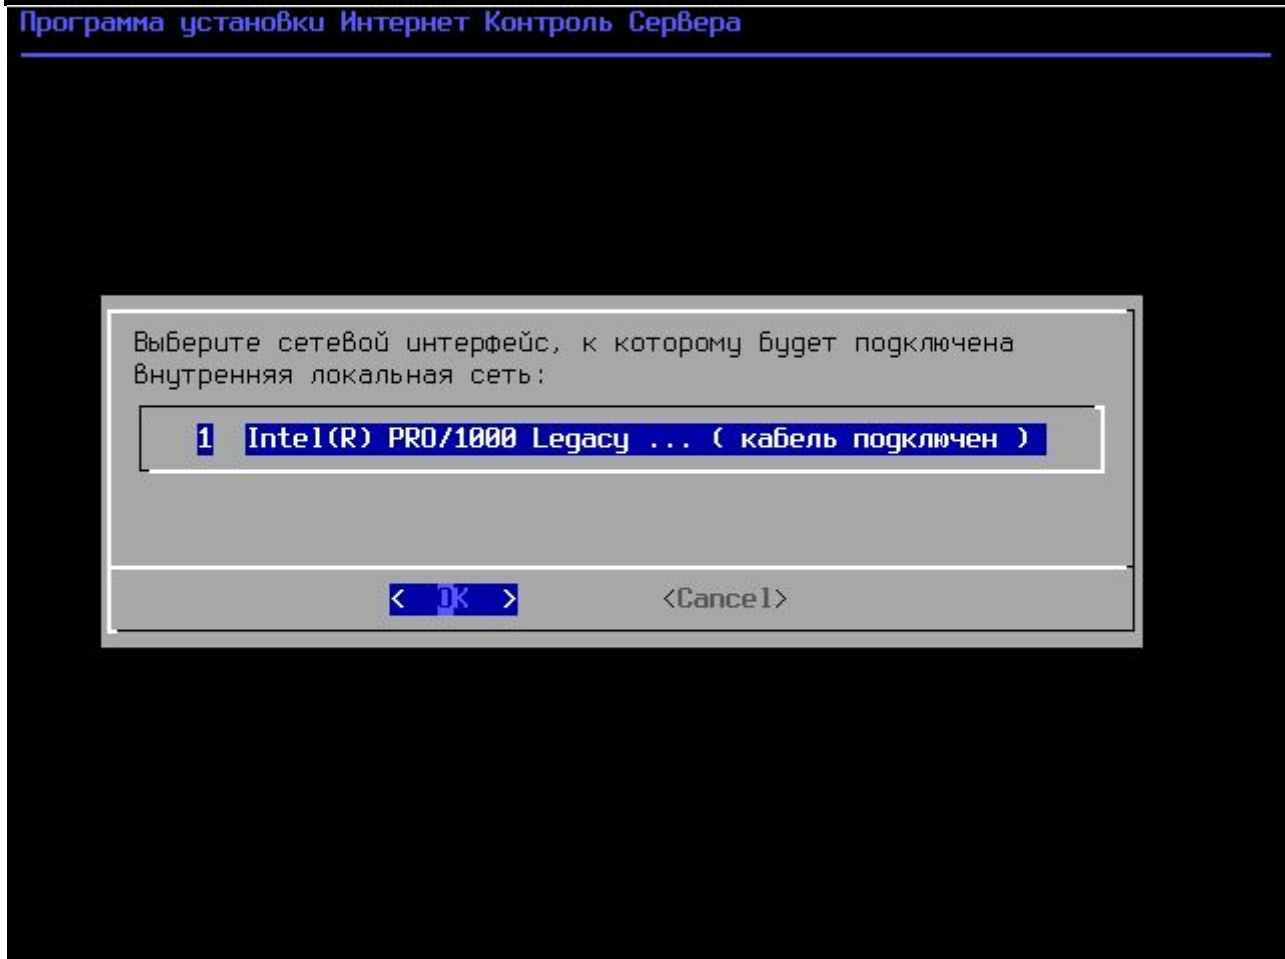 Программа установки Интернет Контроль Сервера
Выберите сетевой интерфейс, к которому будет подключена
внутренняя локальная сеть:
1 Intel(R) PRO/1000 Legacy ... ( кабель подключен )
< OK > <Cancel>